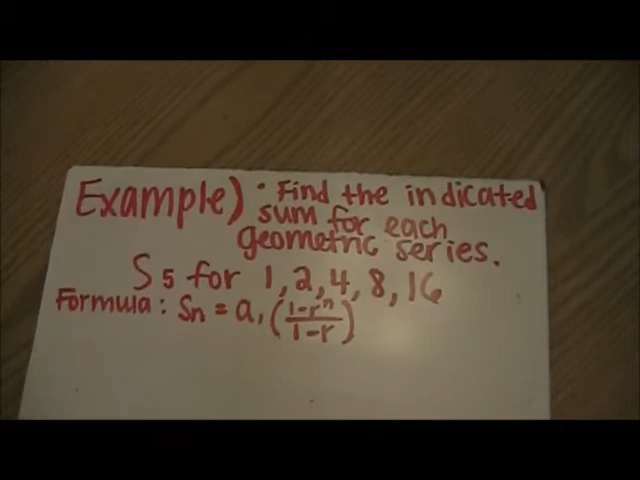 Example) • Find the indicated
sum for each
geometric series.
S5 for 1, 2, 4, 8, 16
Formula: Sn = a₁ (1-rⁿ/1-r)